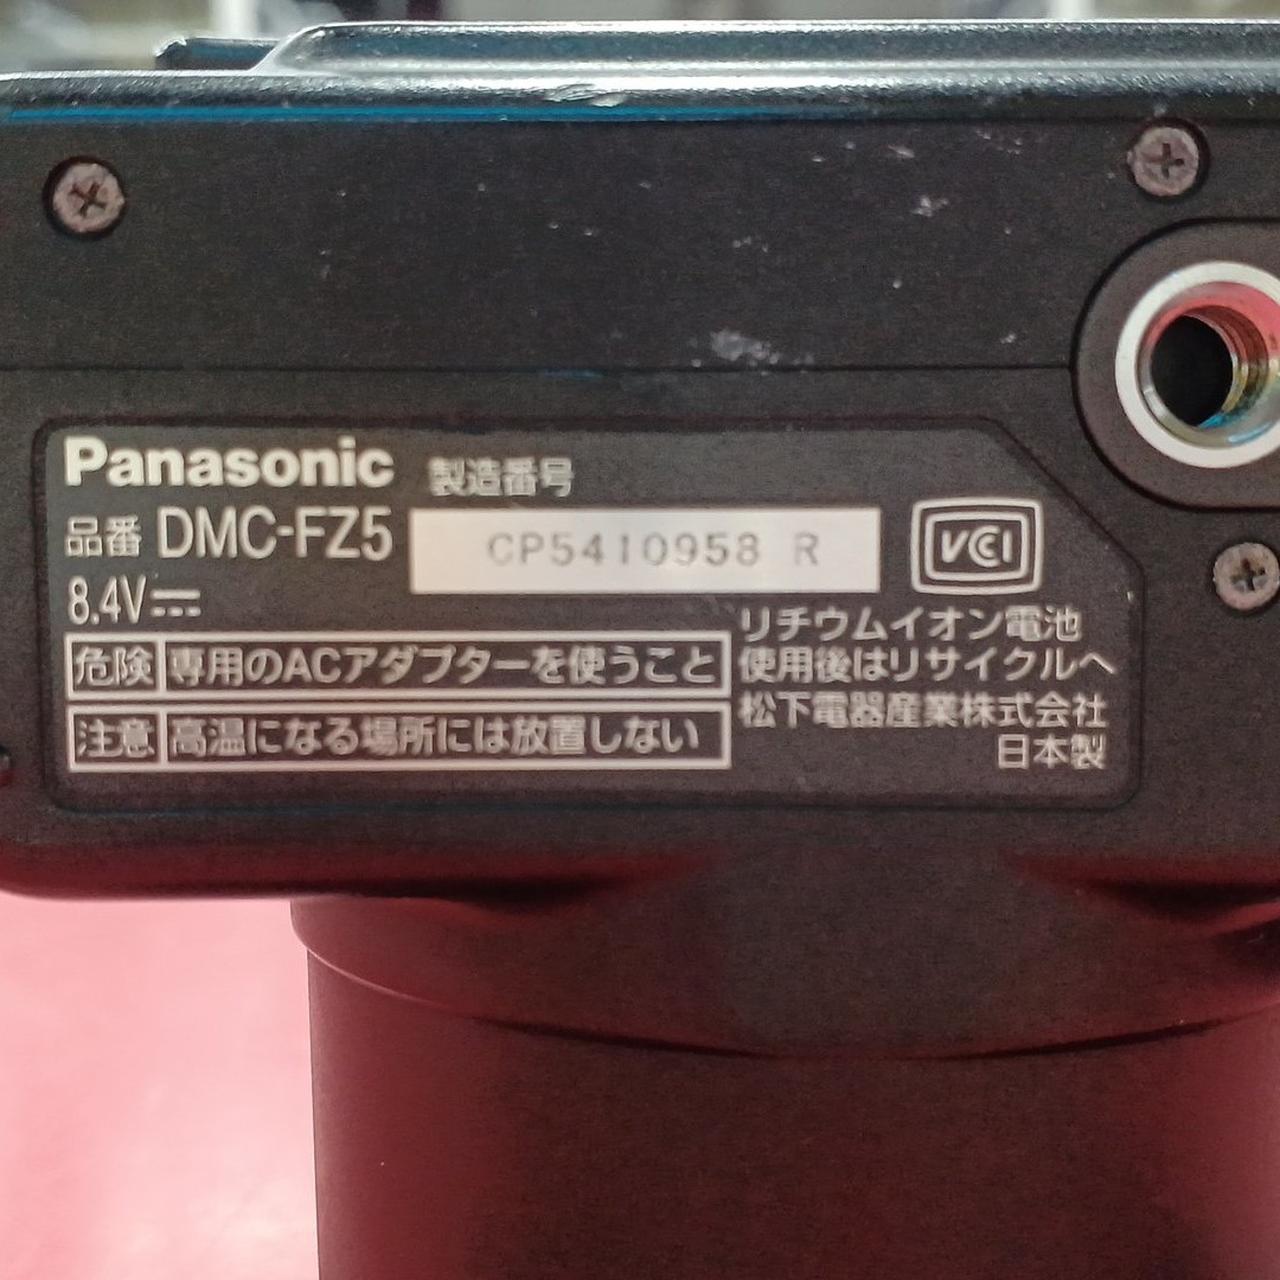 Panasonic 製造番号
品番 DMC-FZ5 CP5410958 R VCCI
8.4V
危険 専用のACアダプターを使うこと
注意 高温になる場所には放置しない
リチウムイオン電池
使用後はリサイクルへ
松下電器産業株式会社
日本製